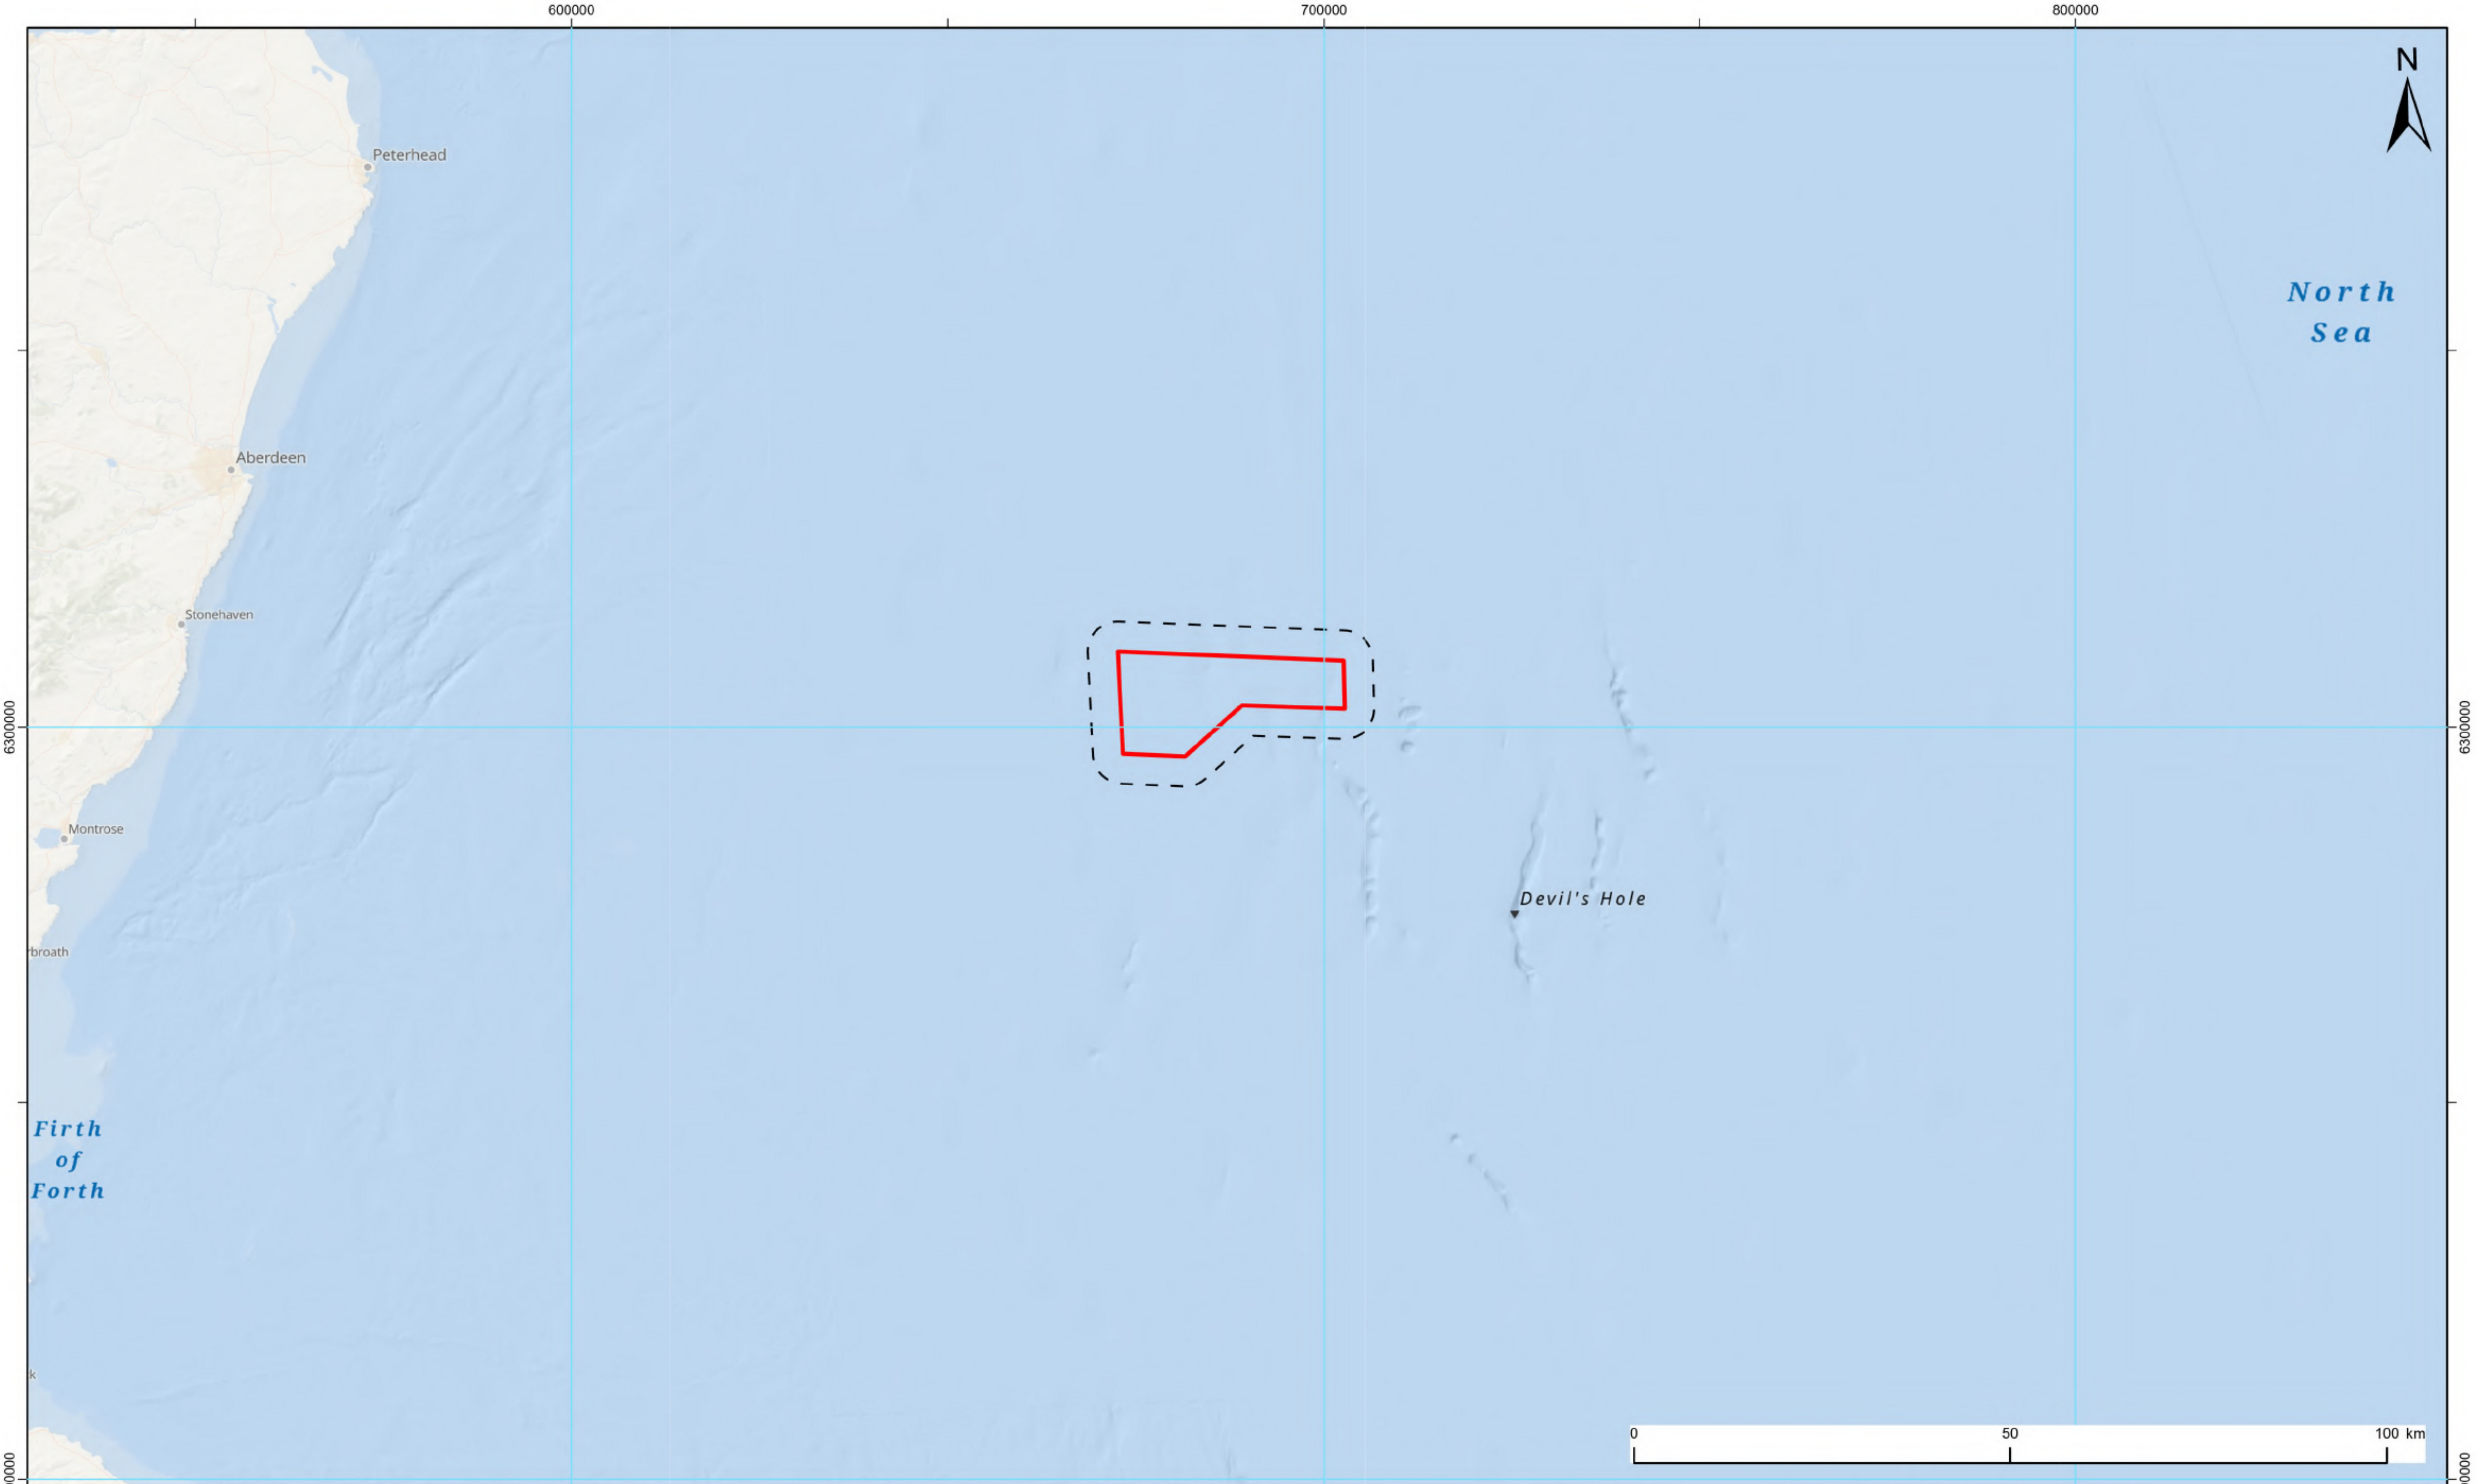 600000
700000
800000
N
Peterhead
North
Sea
Aberdeen
Stonehaven
6300000
6300000
Montrose
Devil's Hole
rbroath
Firth
of
Forth
k
0
50
100 km